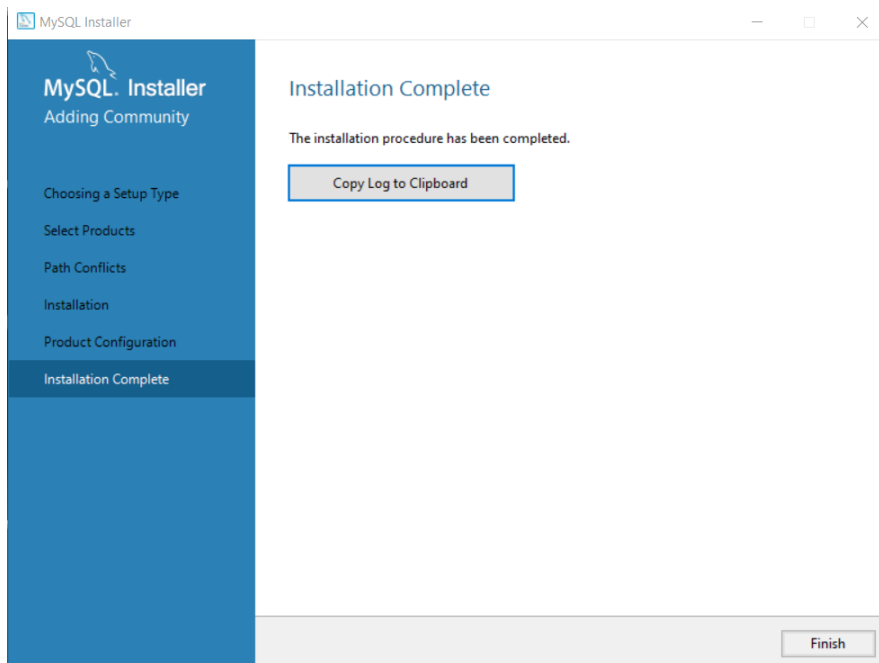 MySQL Installer
MySQL. Installer
Adding Community
Choosing a Setup Type
Select Products
Path Conflicts
Installation
Product Configuration
Installation Complete
Installation Complete
The installation procedure has been completed.
Copy Log to Clipboard
Finish